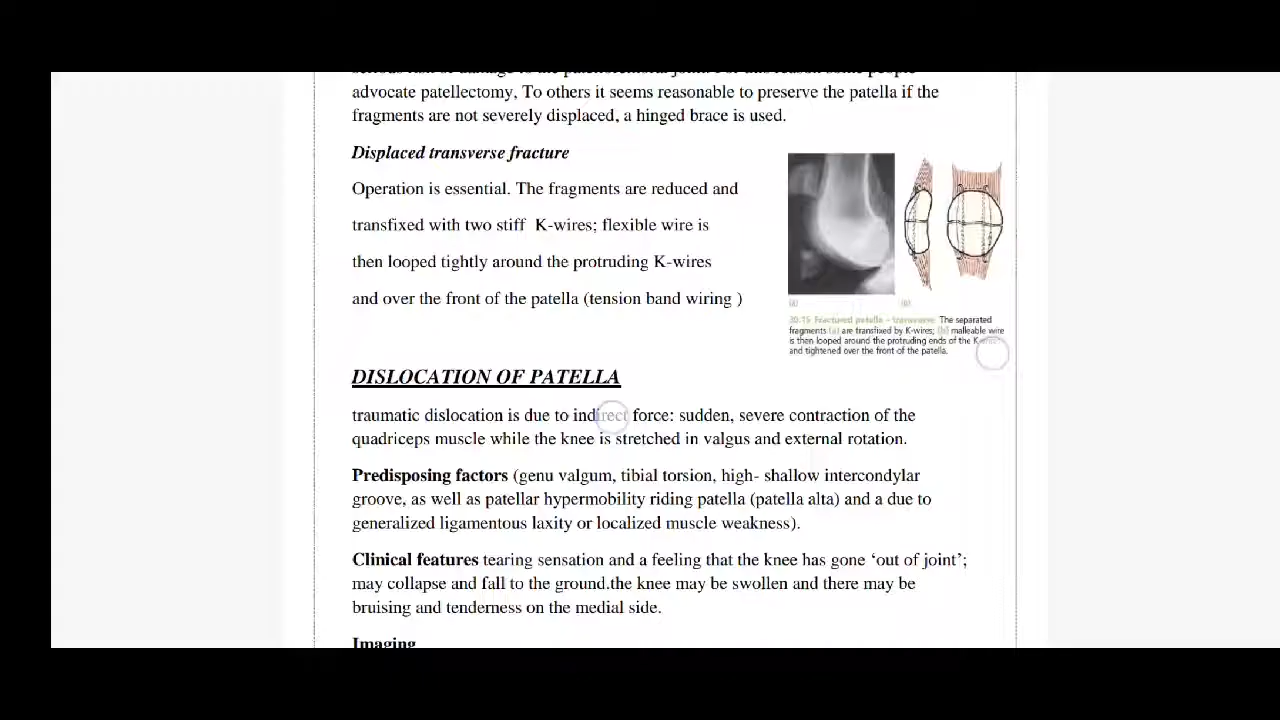 advocate patellectomy, To others it seems reasonable to preserve the patella if the
fragments are not severely displaced, a hinged brace is used.
Displaced transverse fracture
Operation is essential. The fragments are reduced and
transfixed with two stiff K-wires; flexible wire is
then looped tightly around the protruding K-wires
and over the front of the patella (tension band wiring )
(a) (b)
30.15 Fractured patella – transverse The separated
fragments (a) are transfixed by K-wires; (b) malleable wire
is then looped around the protruding ends of the K-wires
and tightened over the front of the patella.
DISLOCATION OF PATELLA
traumatic dislocation is due to indirect force: sudden, severe contraction of the
quadriceps muscle while the knee is stretched in valgus and external rotation.
Predisposing factors (genu valgum, tibial torsion, high- shallow intercondylar
groove, as well as patellar hypermobility riding patella (patella alta) and a due to
generalized ligamentous laxity or localized muscle weakness).
Clinical features tearing sensation and a feeling that the knee has gone ‘out of joint’;
may collapse and fall to the ground.the knee may be swollen and there may be
bruising and tenderness on the medial side.
Imaging